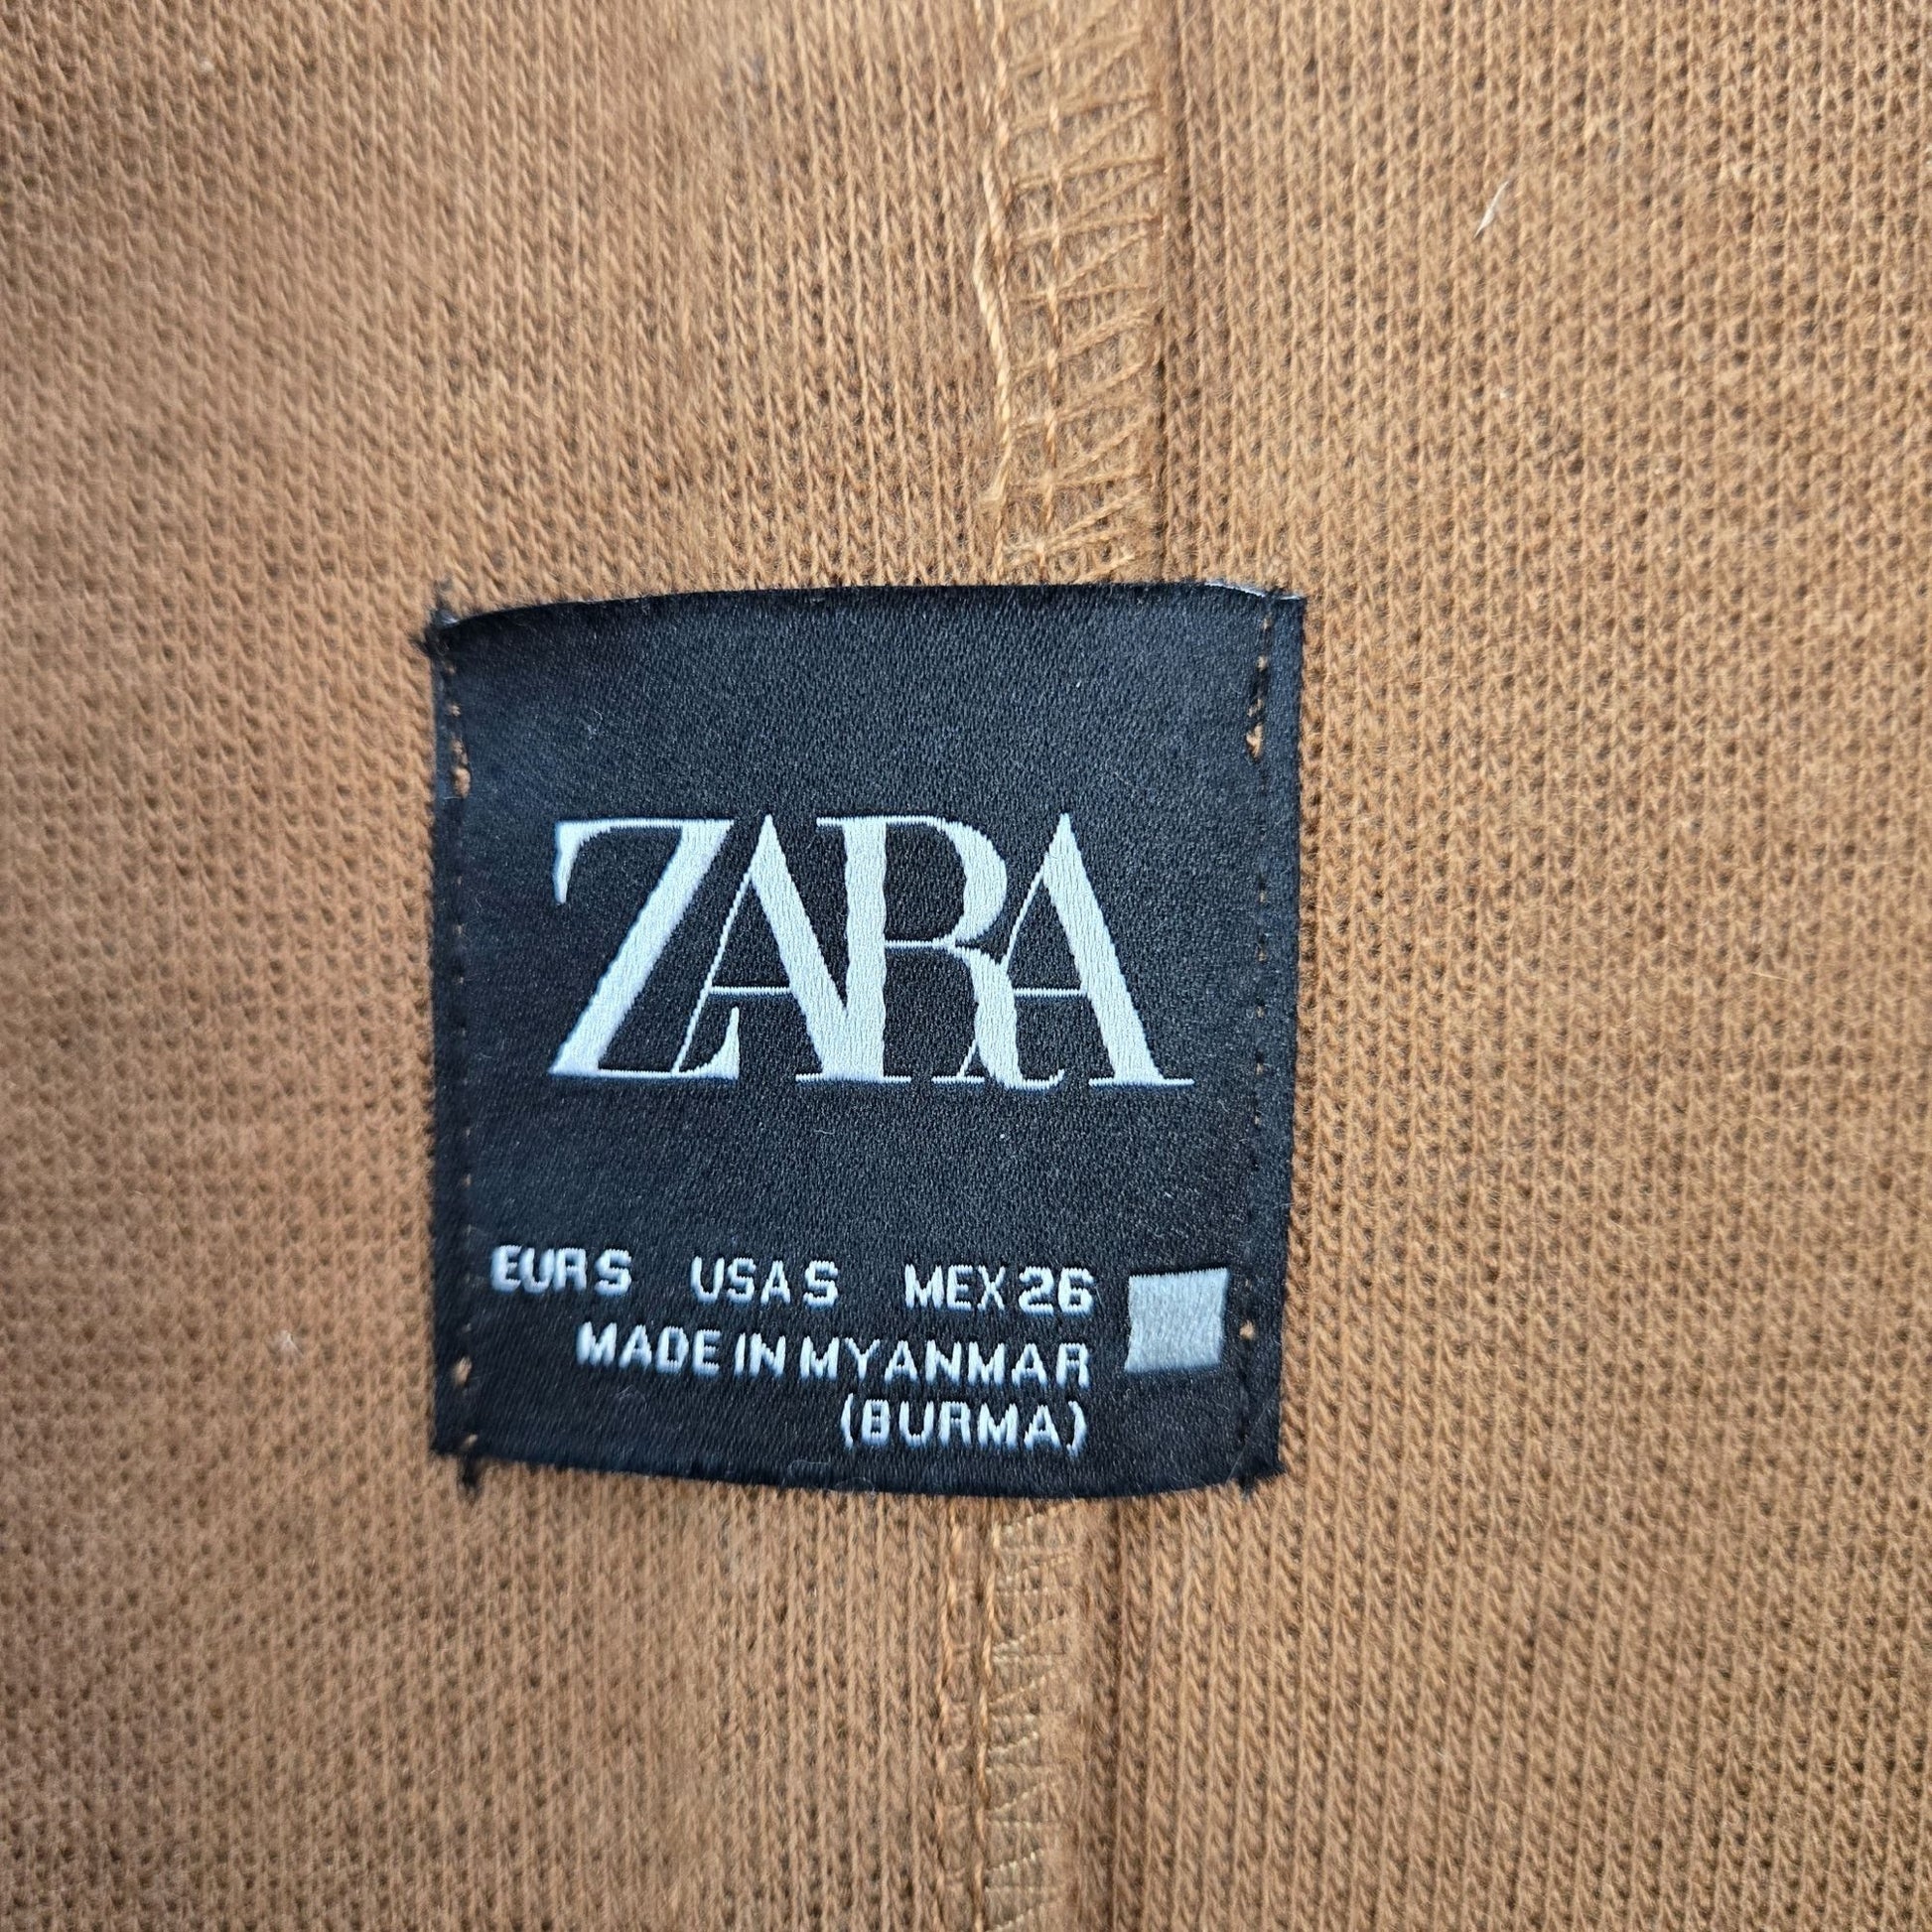 ZARA
EUR S USA S MEX 26
MADE IN MYANMAR
(BURMA)